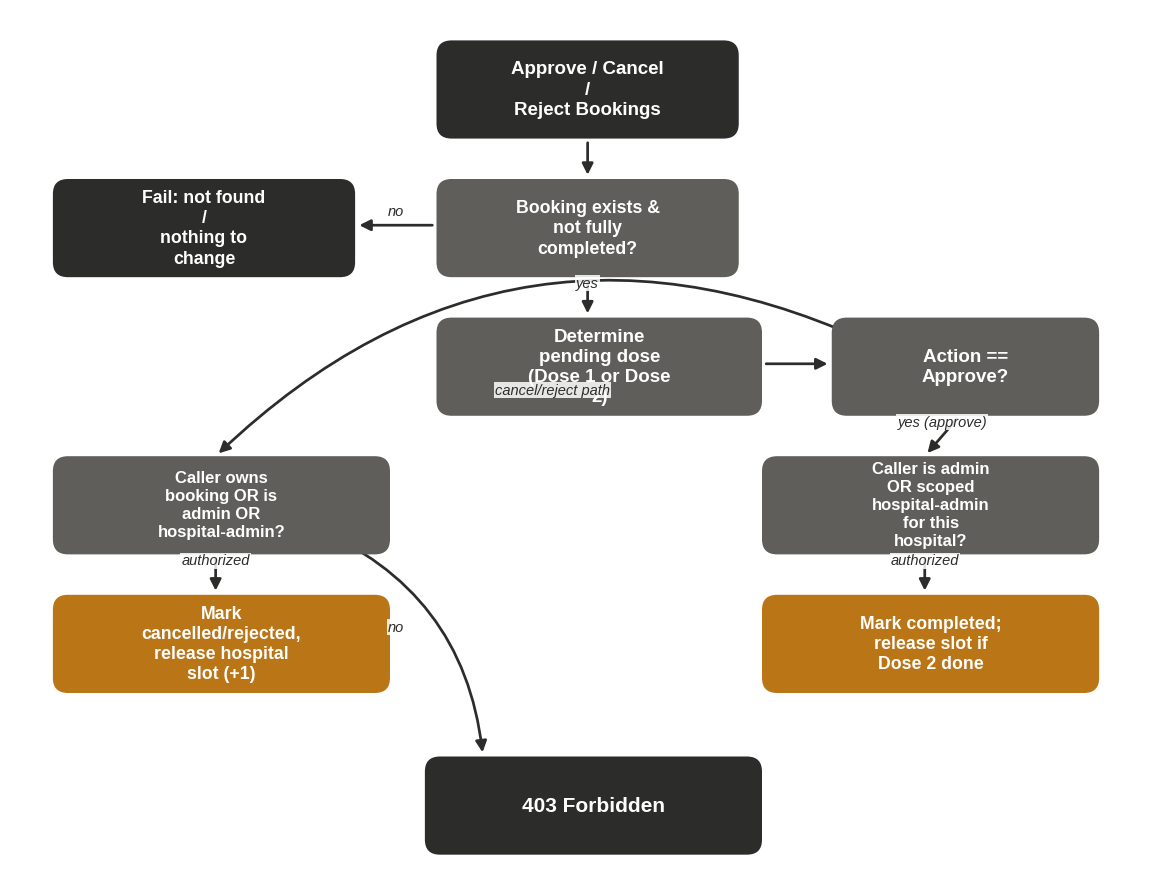 Approve / Cancel
/
Reject Bookings
Fail: not found
/
nothing to
change
no
Booking exists &
not fully
completed?
yes
Determine
pending dose
(Dose 1 or Dose
2)
cancel/reject path
Action ==
Approve?
yes (approve)
Caller owns
booking OR is
admin OR
hospital-admin?
authorized
Caller is admin
OR scoped
hospital-admin
for this
hospital?
authorized
Mark
cancelled/rejected,
release hospital
slot (+1)
no
Mark completed;
release slot if
Dose 2 done
403 Forbidden